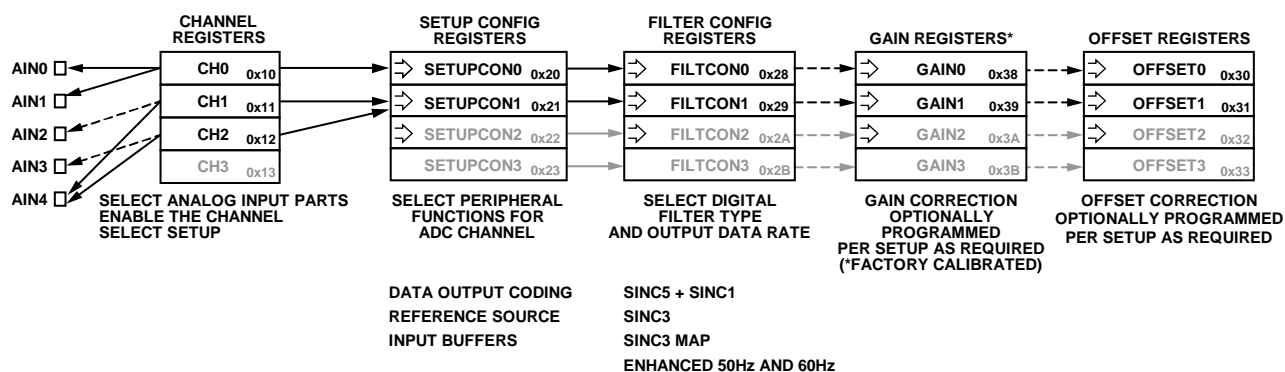 CHANNEL
REGISTERS
SETUP CONFIG
REGISTERS
FILTER CONFIG
REGISTERS
GAIN REGISTERS*
OFFSET REGISTERS
AIN0
CH0 0x10
SETUPCON0 0x20
FILTCON0 0x28
GAIN0 0x38
OFFSET0 0x30
AIN1
CH1 0x11
SETUPCON1 0x21
FILTCON1 0x29
GAIN1 0x39
OFFSET1 0x31
AIN2
CH2 0x12
SETUPCON2 0x22
FILTCON2 0x2A
GAIN2 0x3A
OFFSET2 0x32
AIN3
CH3 0x13
SETUPCON3 0x23
FILTCON3 0x2B
GAIN3 0x3B
OFFSET3 0x33
AIN4
SELECT ANALOG INPUT PARTS
ENABLE THE CHANNEL
SELECT SETUP
SELECT PERIPHERAL
FUNCTIONS FOR
ADC CHANNEL
SELECT DIGITAL
FILTER TYPE
AND OUTPUT DATA RATE
GAIN CORRECTION
OPTIONALLY
PROGRAMMED
PER SETUP AS REQUIRED
(*FACTORY CALIBRATED)
OFFSET CORRECTION
OPTIONALLY PROGRAMMED
PER SETUP AS REQUIRED
DATA OUTPUT CODING
REFERENCE SOURCE
INPUT BUFFERS
SINC5 + SINC1
SINC3
SINC3 MAP
ENHANCED 50Hz AND 60Hz